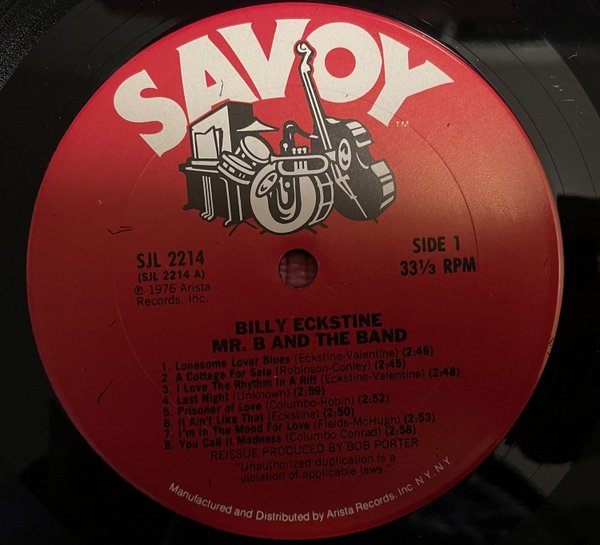 SAVOY
TM
SJL 2214
(SJL 2214 A)
℗ 1976 Arista
Records, Inc.
SIDE 1
33⅓ RPM
BILLY ECKSTINE
MR. B AND THE BAND
1. Lonesome Lover Blues (Eckstine-Valentine) (2:46)
2. A Cottage For Sale (Robinson-Conley) (2:45)
3. I Love The Rhythm In A Riff (Eckstine-Valentine) (2:48)
4. Last Night (Unknown) (2:59)
5. Prisoner of Love (Columbo-Robin) (2:52)
6. It Ain't Like That (Eckstine) (2:50)
7. I'm In The Mood For Love (Fields-McHugh) (2:53)
8. You Call it Madness (Columbo-Conrad) (2:58)
REISSUE PRODUCED BY BOB PORTER
"Unauthorized duplication is a
violation of applicable laws."
Manufactured and Distributed by Arista Records, Inc. N.Y., N.Y.